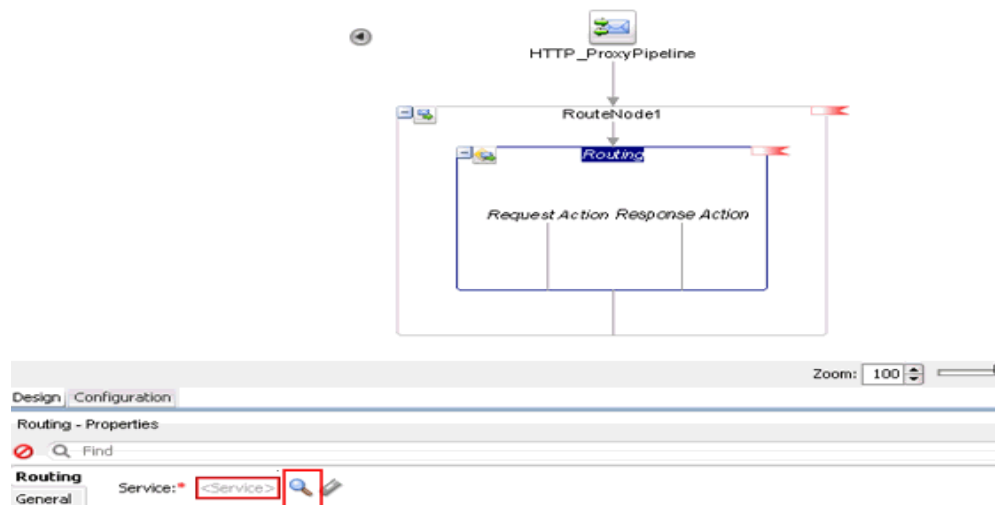 HTTP_ProxyPipeline
RouteNode1
Routing
Request Action Response Action
Zoom: 100
Design Configuration
Routing - Properties
Find
Routing
Service:* <Service>
General